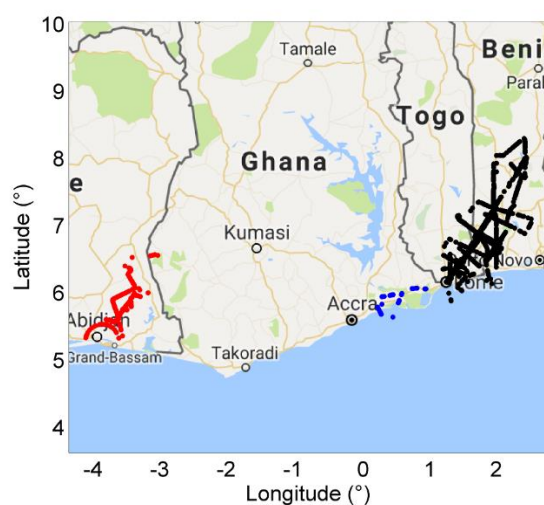 10
9
8
7
6
5
4
Latitude (°)
Tamale
Beni
Paral
Togo
e
Ghana
Kumasi
Novo
Lome
Accra
Abidjan
Grand-Bassam
Takoradi
-4 -3 -2 -1 0 1 2
Longitude (°)